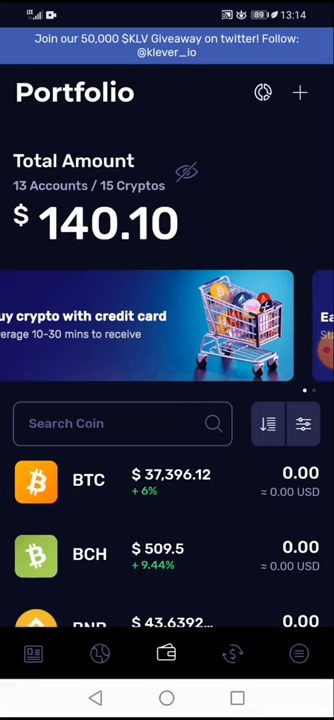 89 13:14
Join our 50,000 $KLV Giveaway on twitter! Follow:
@klever_io
Portfolio
Total Amount
13 Accounts / 15 Cryptos
$ 140.10
uy crypto with credit card
verage 10-30 mins to receive
Ea
Search Coin
BTC $ 37,396.12 0.00
+ 6% = 0.00 USD
BCH $ 509.5 0.00
+ 9.44% = 0.00 USD
BNB $ 43.6392... 0.00